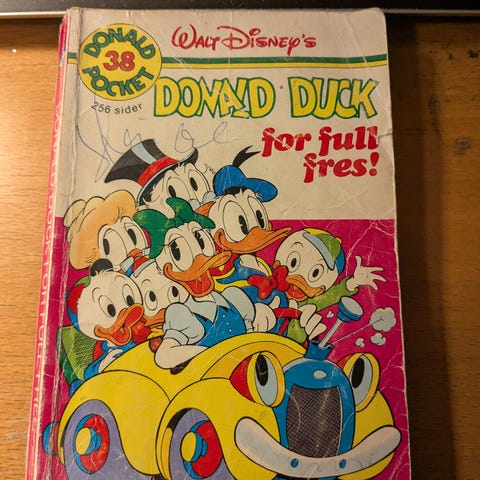 DONALD
38
POCKET
256 sider
WALT DISNEY'S
DONALD DUCK
for full
fres!